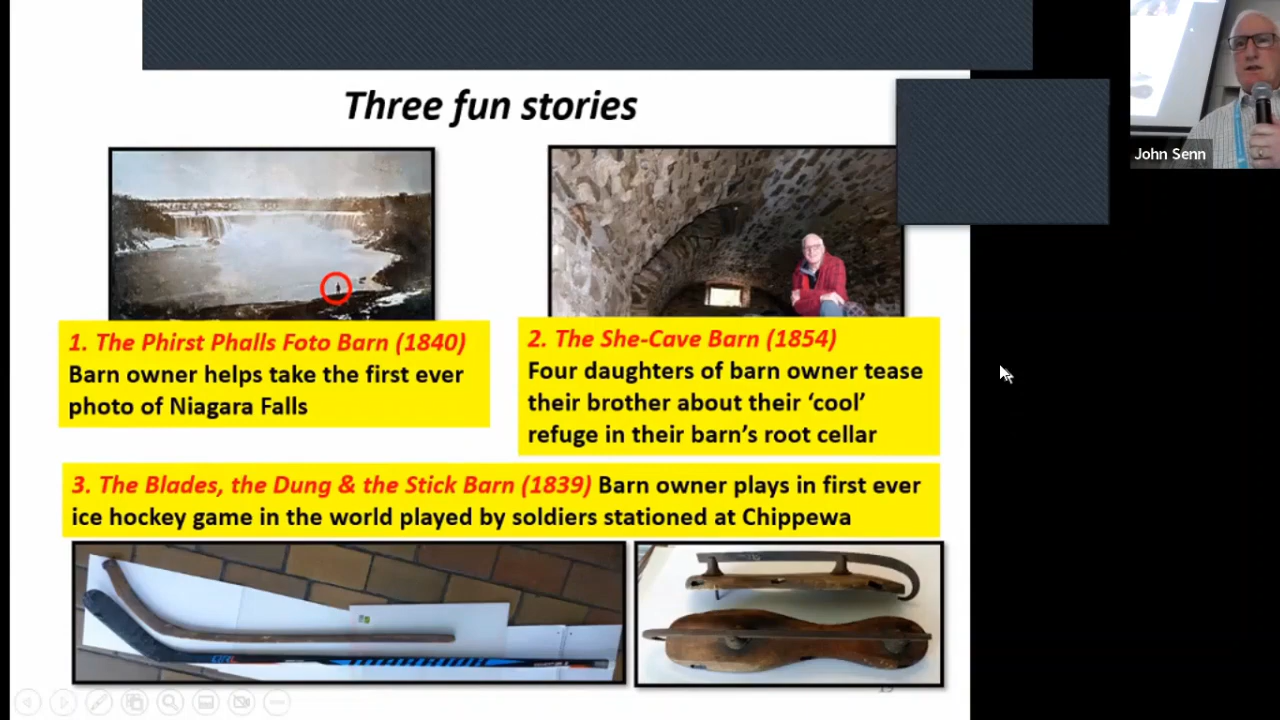 Three fun stories
John Senn
1. The Phirst Phalls Foto Barn (1840)
Barn owner helps take the first ever
photo of Niagara Falls
2. The She-Cave Barn (1854)
Four daughters of barn owner tease
their brother about their ‘cool’
refuge in their barn’s root cellar
3. The Blades, the Dung & the Stick Barn (1839) Barn owner plays in first ever
ice hockey game in the world played by soldiers stationed at Chippewa